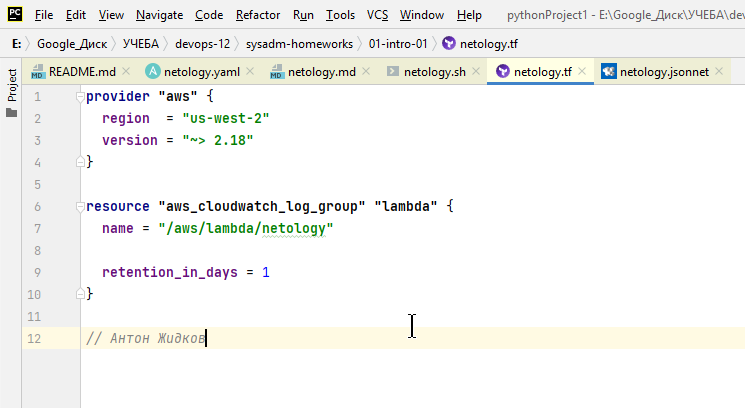 PC File Edit View Navigate Code Refactor Run Tools VCS Window Help pythonProject1 - E:\Google_Диск\УЧЕБА\dev
E: Google_Диск УЧЕБА devops-12 sysadm-homeworks 01-intro-01 netology.tf
README.md netology.yaml netology.md netology.sh netology.tf netology.jsonnet
Project
1 provider "aws" {
2 region  = "us-west-2"
3 version = "~> 2.18"
4 }
5
6 resource "aws_cloudwatch_log_group" "lambda" {
7 name = "/aws/lambda/netology"
8
9 retention_in_days = 1
10 }
11
12 // Антон Жидков